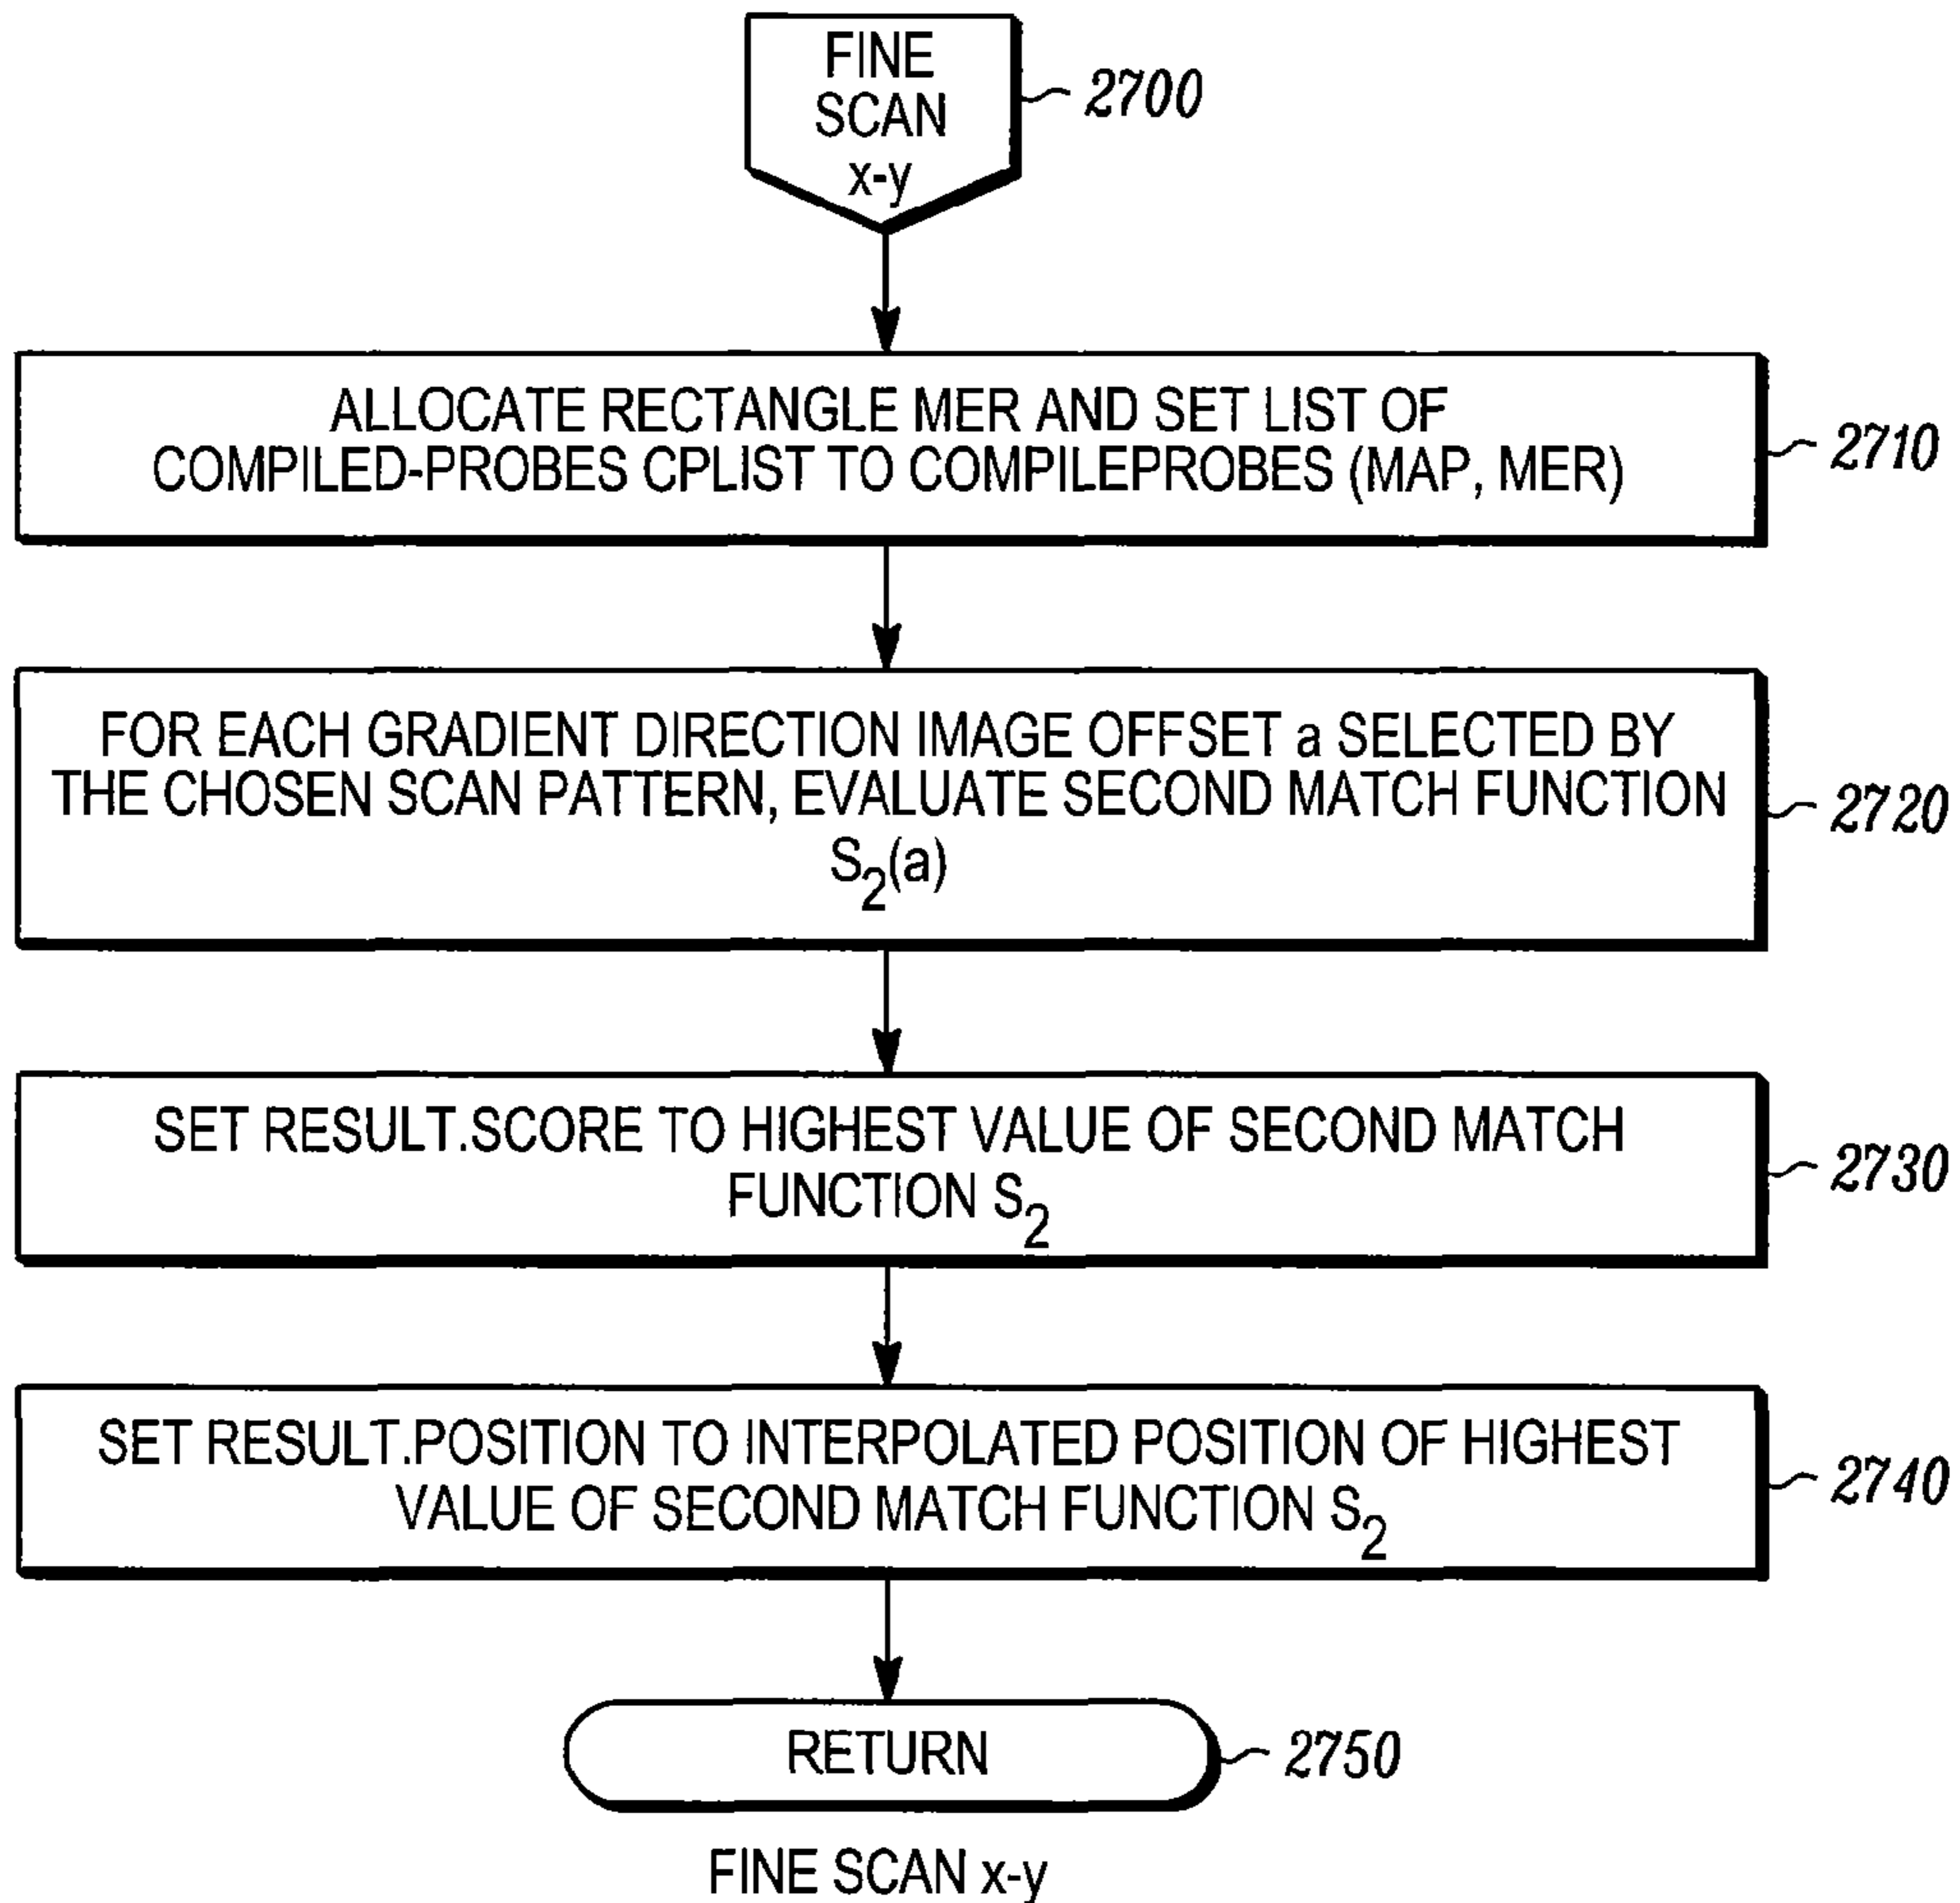 FINE
SCAN
x-y
2700
ALLOCATE RECTANGLE MER AND SET LIST OF
COMPILED-PROBES CPLIST TO COMPILEPROBES (MAP, MER)
2710
FOR EACH GRADIENT DIRECTION IMAGE OFFSET a SELECTED BY
THE CHOSEN SCAN PATTERN, EVALUATE SECOND MATCH FUNCTION
S₂(a)
2720
SET RESULT.SCORE TO HIGHEST VALUE OF SECOND MATCH
FUNCTION S₂
2730
SET RESULT.POSITION TO INTERPOLATED POSITION OF HIGHEST
VALUE OF SECOND MATCH FUNCTION S₂
2740
RETURN
2750
FINE SCAN x-y